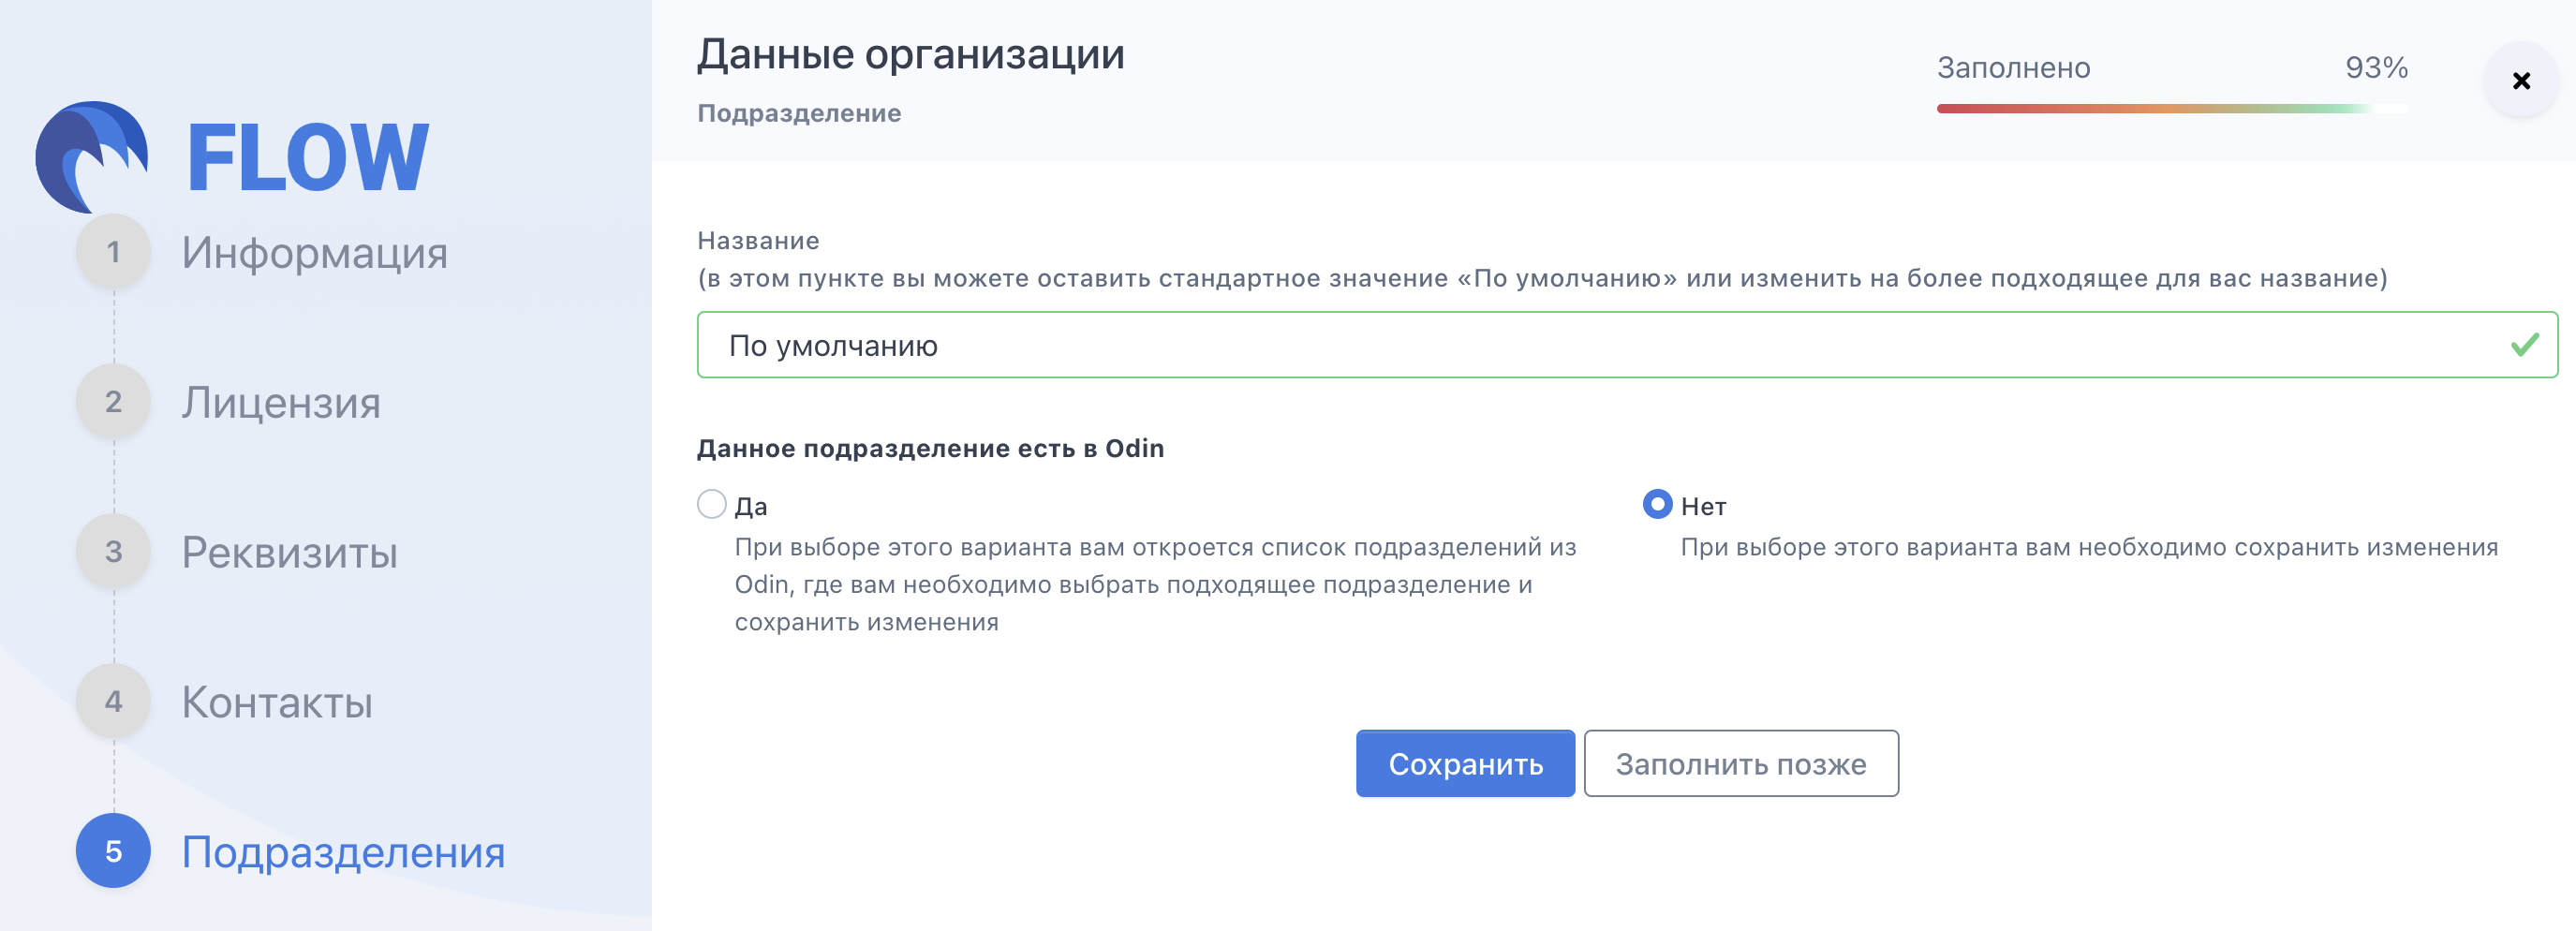 FLOW
1 Информация
2 Лицензия
3 Реквизиты
4 Контакты
5 Подразделения
Данные организации
Подразделение
Заполнено 93%
Название
(в этом пункте вы можете оставить стандартное значение «По умолчанию» или изменить на более подходящее для вас название)
По умолчанию
Данное подразделение есть в Odin
Да
При выборе этого варианта вам откроется список подразделений из
Odin, где вам необходимо выбрать подходящее подразделение и
сохранить изменения
Нет
При выборе этого варианта вам необходимо сохранить изменения
Сохранить
Заполнить позже